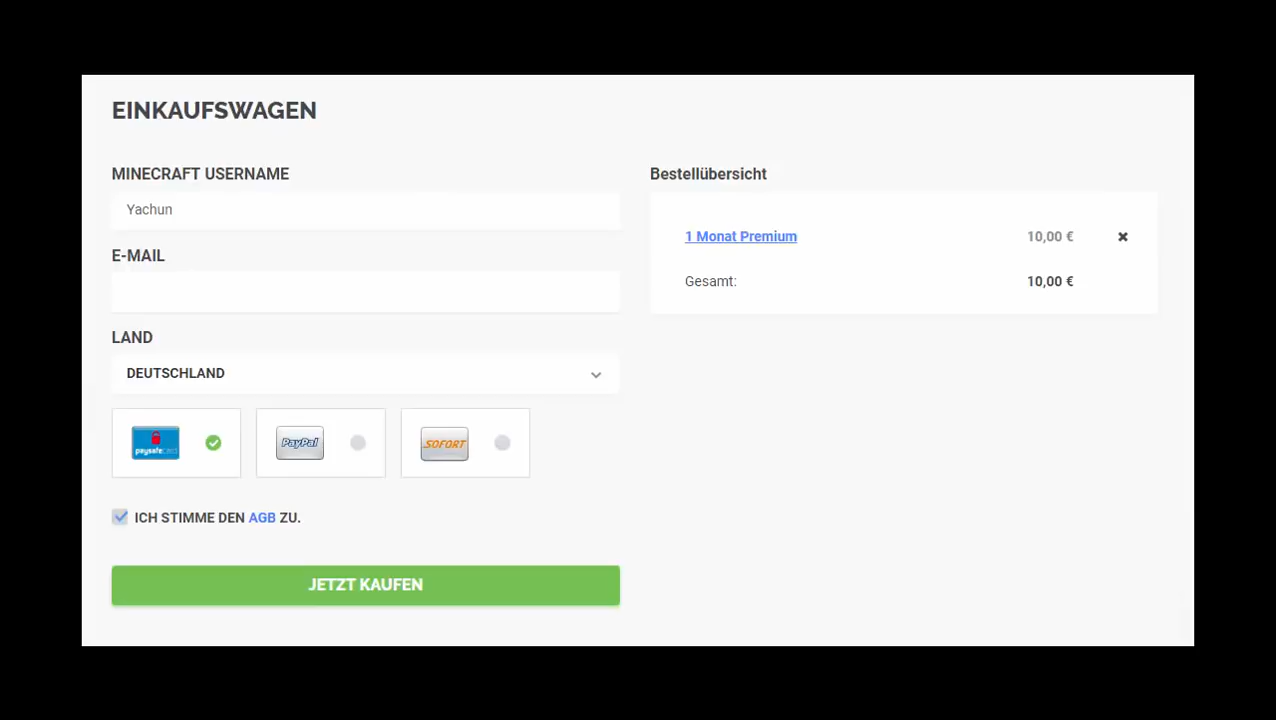 EINKAUFSWAGEN
MINECRAFT USERNAME
Yachun
E-MAIL
LAND
DEUTSCHLAND
paysafecard
PayPal
SOFORT
ICH STIMME DEN AGB ZU.
JETZT KAUFEN
Bestellübersicht
1 Monat Premium 10,00 €
Gesamt: 10,00 €